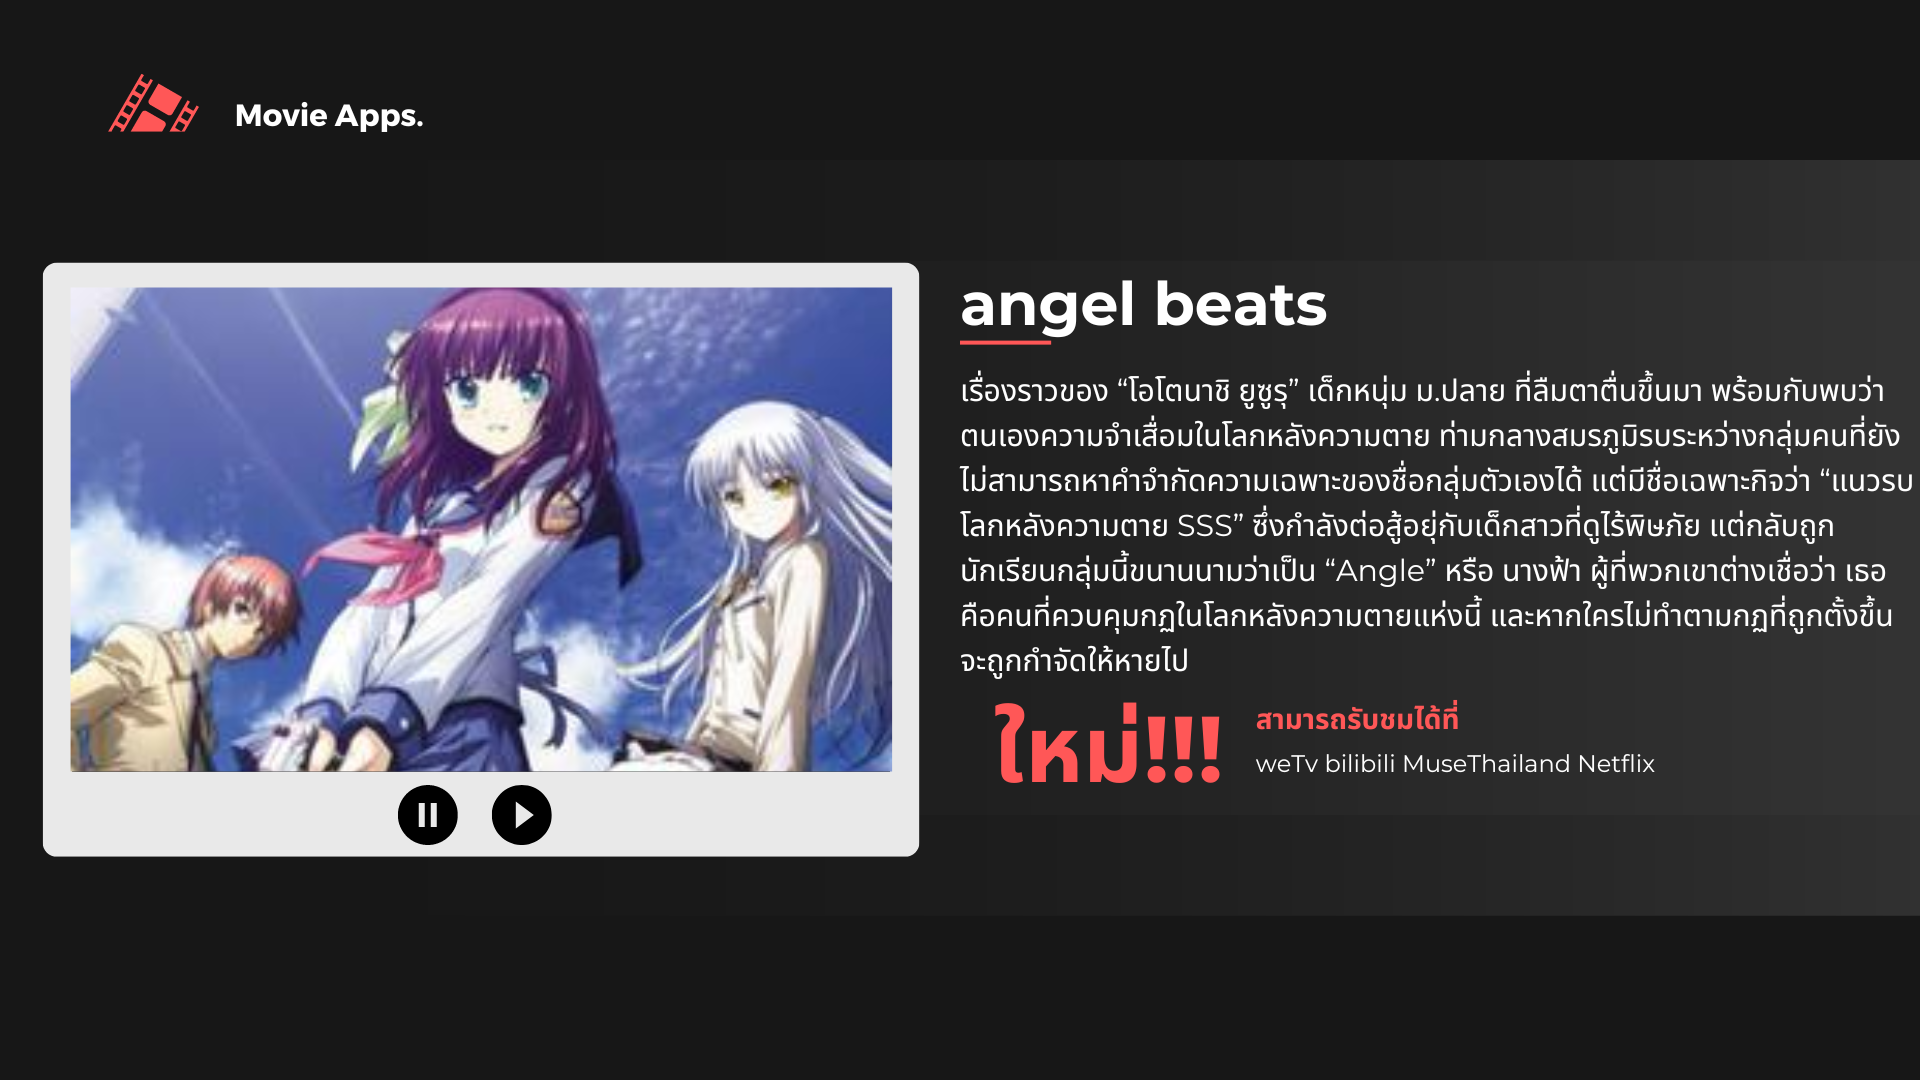 Movie Apps.
angel beats
เรื่องราวของ “โอโตนาชิ ยูซูรุ” เด็กหนุ่ม ม.ปลาย ที่ลืมตาตื่นขึ้นมา พร้อมกับพบว่า
ตนเองความจำเสื่อมในโลกหลังความตาย ท่ามกลางสมรภูมิรบระหว่างกลุ่มคนที่ยัง
ไม่สามารถหาคำจำกัดความเฉพาะของชื่อกลุ่มตัวเองได้ แต่มีชื่อเฉพาะกิจว่า “แนวรบ
โลกหลังความตาย SSS” ซึ่งกำลังต่อสู้อยุ่กับเด็กสาวที่ดูไร้พิษภัย แต่กลับถูก
นักเรียนกลุ่มนี้ขนานนามว่าเป็น “Angle” หรือ นางฟ้า ผู้ที่พวกเขาต่างเชื่อว่า เธอ
คือคนที่ควบคุมกฏในโลกหลังความตายแห่งนี้ และหากใครไม่ทำตามกฏที่ถูกตั้งขึ้น
จะถูกกำจัดให้หายไป
ใหม่!!!
สามารถรับชมได้ที่
weTv bilibili MuseThailand Netflix